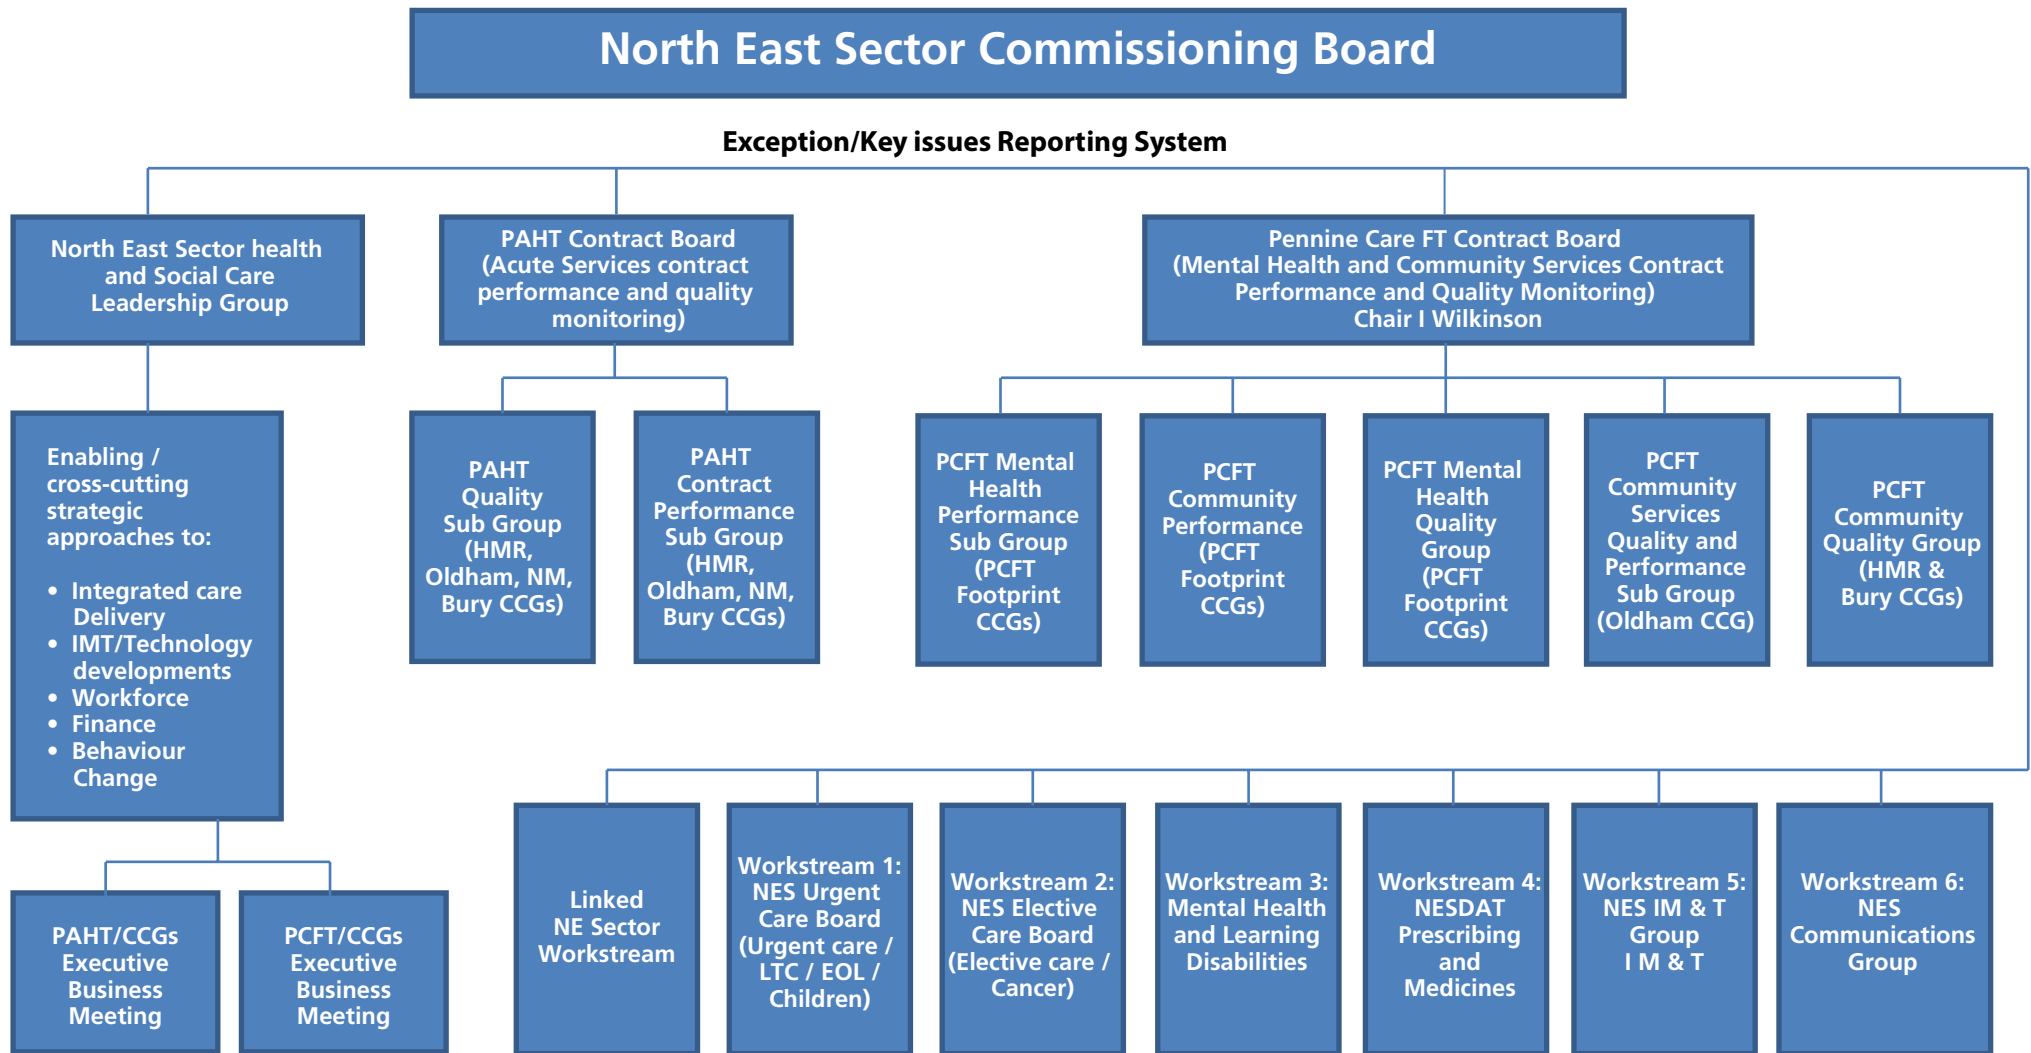 North East Sector Commissioning Board
Exception/Key issues Reporting System
North East Sector health
and Social Care
Leadership Group
PAHT Contract Board
(Acute Services contract
performance and quality
monitoring)
Pennine Care FT Contract Board
(Mental Health and Community Services Contract
Performance and Quality Monitoring)
Chair I Wilkinson
Enabling /
cross-cutting
strategic
approaches to:
• Integrated care
Delivery
• IMT/Technology
developments
• Workforce
• Finance
• Behaviour
Change
PAHT
Quality
Sub Group
(HMR,
Oldham, NM,
Bury CCGs)
PAHT
Contract
Performance
Sub Group
(HMR,
Oldham, NM,
Bury CCGs)
PCFT Mental
Health
Performance
Sub Group
(PCFT
Footprint
CCGs)
PCFT
Community
Performance
(PCFT
Footprint
CCGs)
PCFT Mental
Health
Quality
Group
(PCFT
Footprint
CCGs)
PCFT
Community
Services
Quality and
Performance
Sub Group
(Oldham CCG)
PCFT
Community
Quality Group
(HMR &
Bury CCGs)
PAHT/CCGs
Executive
Business
Meeting
PCFT/CCGs
Executive
Business
Meeting
Linked
NE Sector
Workstream
Workstream 1:
NES Urgent
Care Board
(Urgent care /
LTC / EOL /
Children)
Workstream 2:
NES Elective
Care Board
(Elective care /
Cancer)
Workstream 3:
Mental Health
and Learning
Disabilities
Workstream 4:
NESDAT
Prescribing
and
Medicines
Workstream 5:
NES IM & T
Group
I M & T
Workstream 6:
NES
Communications
Group